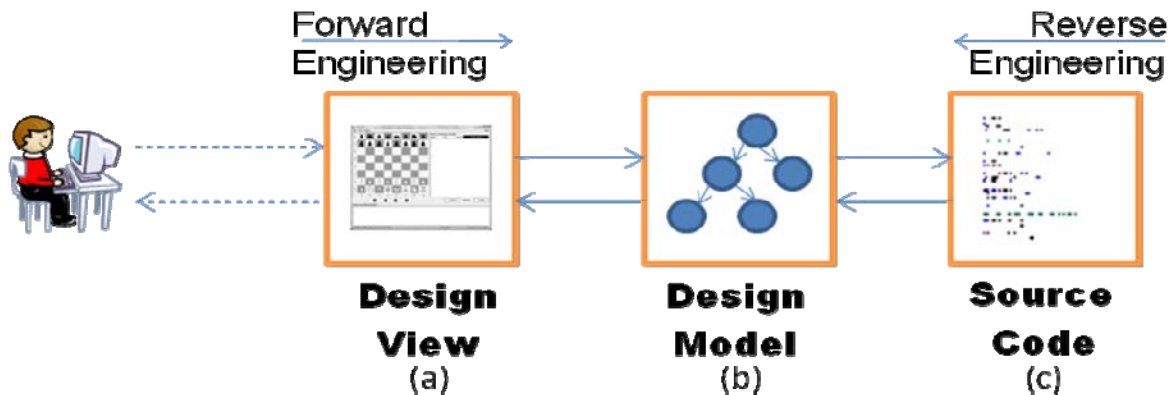 Forward
Engineering
Reverse
Engineering
Design
View
(a)
Design
Model
(b)
Source
Code
(c)